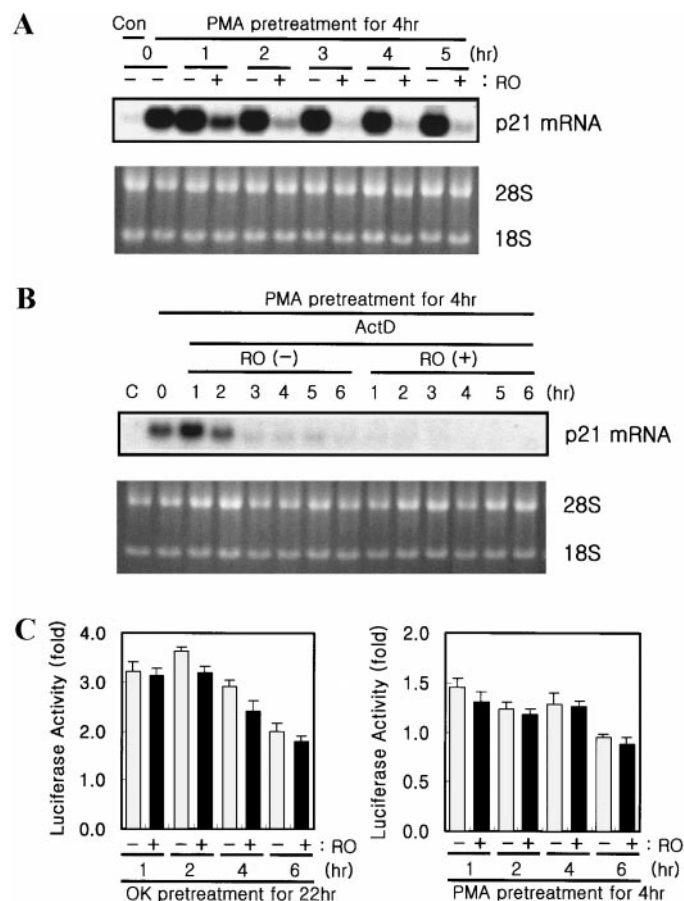 A
Con PMA pretreatment for 4hr
0 1 2 3 4 5 (hr)
− − − + − + − + − + − + : RO
p21 mRNA
28S
18S
B
PMA pretreatment for 4hr
ActD
RO (−) RO (+)
C 0 1 2 3 4 5 6 1 2 3 4 5 6 (hr)
p21 mRNA
28S
18S
C
Luciferase Activity (fold)
4.0
3.0
2.0
1.0
0.0
− + − + − + − +
1 2 4 6
OK pretreatment for 22hr
Luciferase Activity (fold)
2.0
1.5
1.0
0.5
0.0
− + − + − + − + : RO
1 2 4 6 (hr)
PMA pretreatment for 4hr